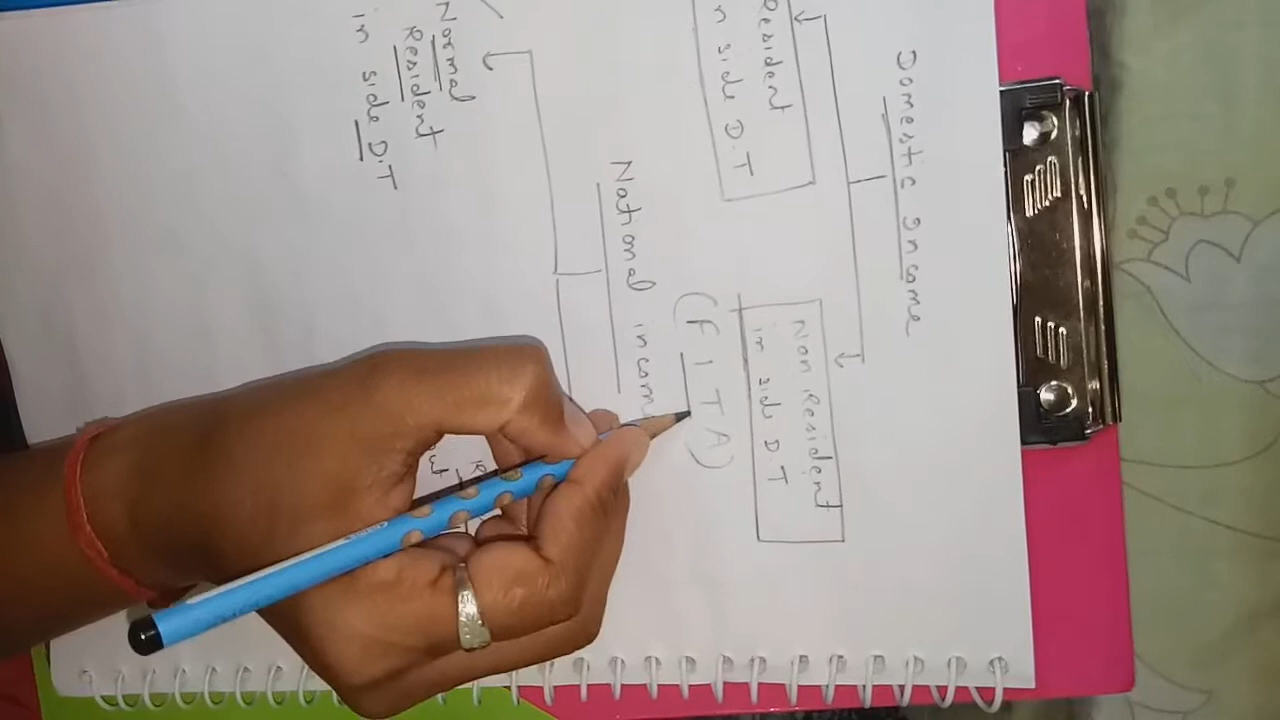 Domestic Income
Resident
in side D.T
Non Resident
in side D.T
(F I T A)
National income
Normal
Resident
in side D.T